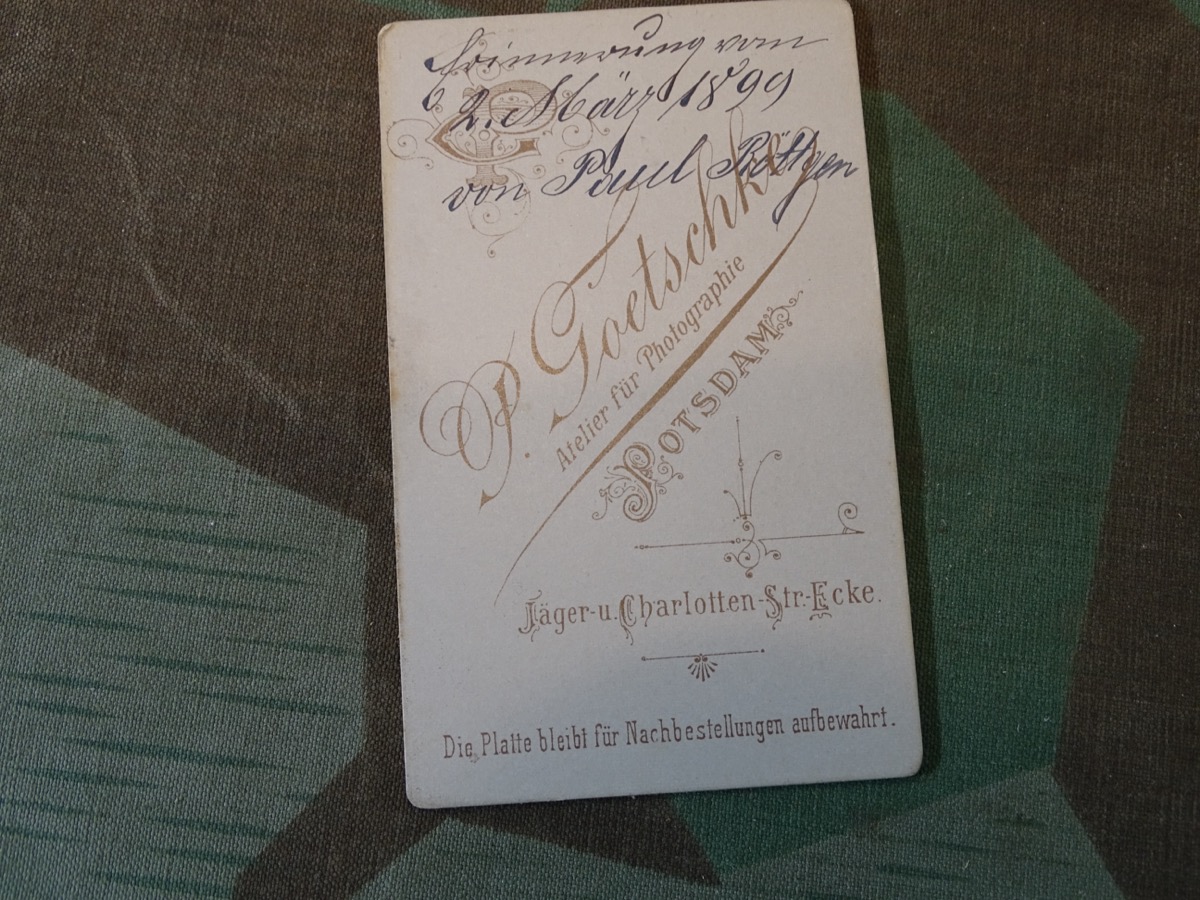 Erinnerung vom
2. März 1899
von Paul Röttgen
P. Goetschke
Atelier für Photographie
POTSDAM
Jäger-u. Charlotten-Str.-Ecke.
Die Platte bleibt für Nachbestellungen aufbewahrt.